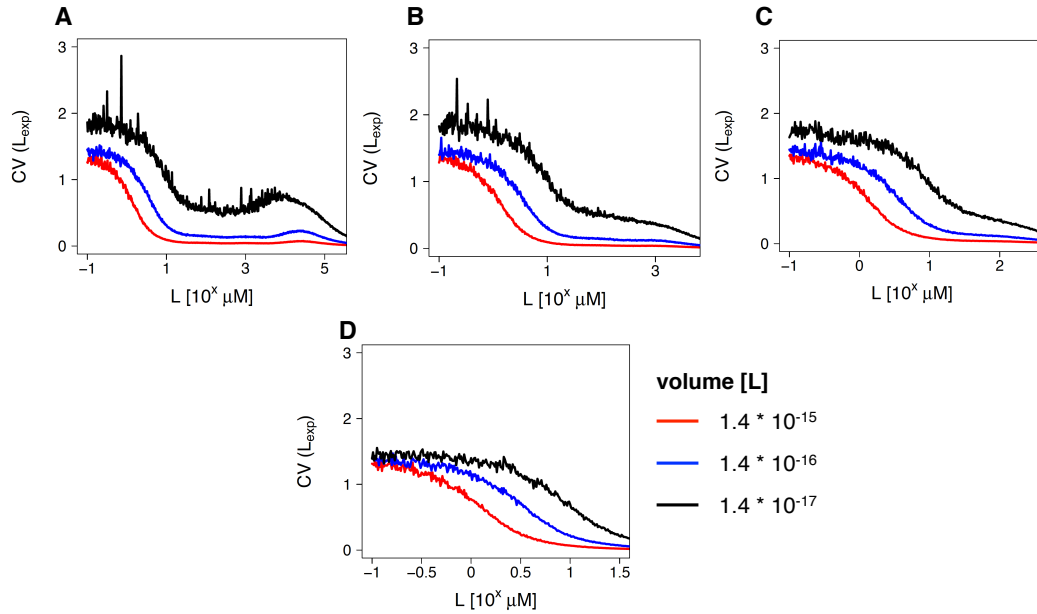 A
3
2
1
0
CV (Lexp)
−1
1
3
5
L [10ˣ μM]
B
3
2
1
0
CV (Lexp)
−1
1
3
L [10ˣ μM]
C
3
2
1
0
CV (Lexp)
−1
0
1
2
L [10ˣ μM]
D
3
2
1
0
CV (Lexp)
−1
−0.5
0
0.5
1
1.5
L [10ˣ μM]
volume [L]
1.4 * 10⁻¹⁵
1.4 * 10⁻¹⁶
1.4 * 10⁻¹⁷